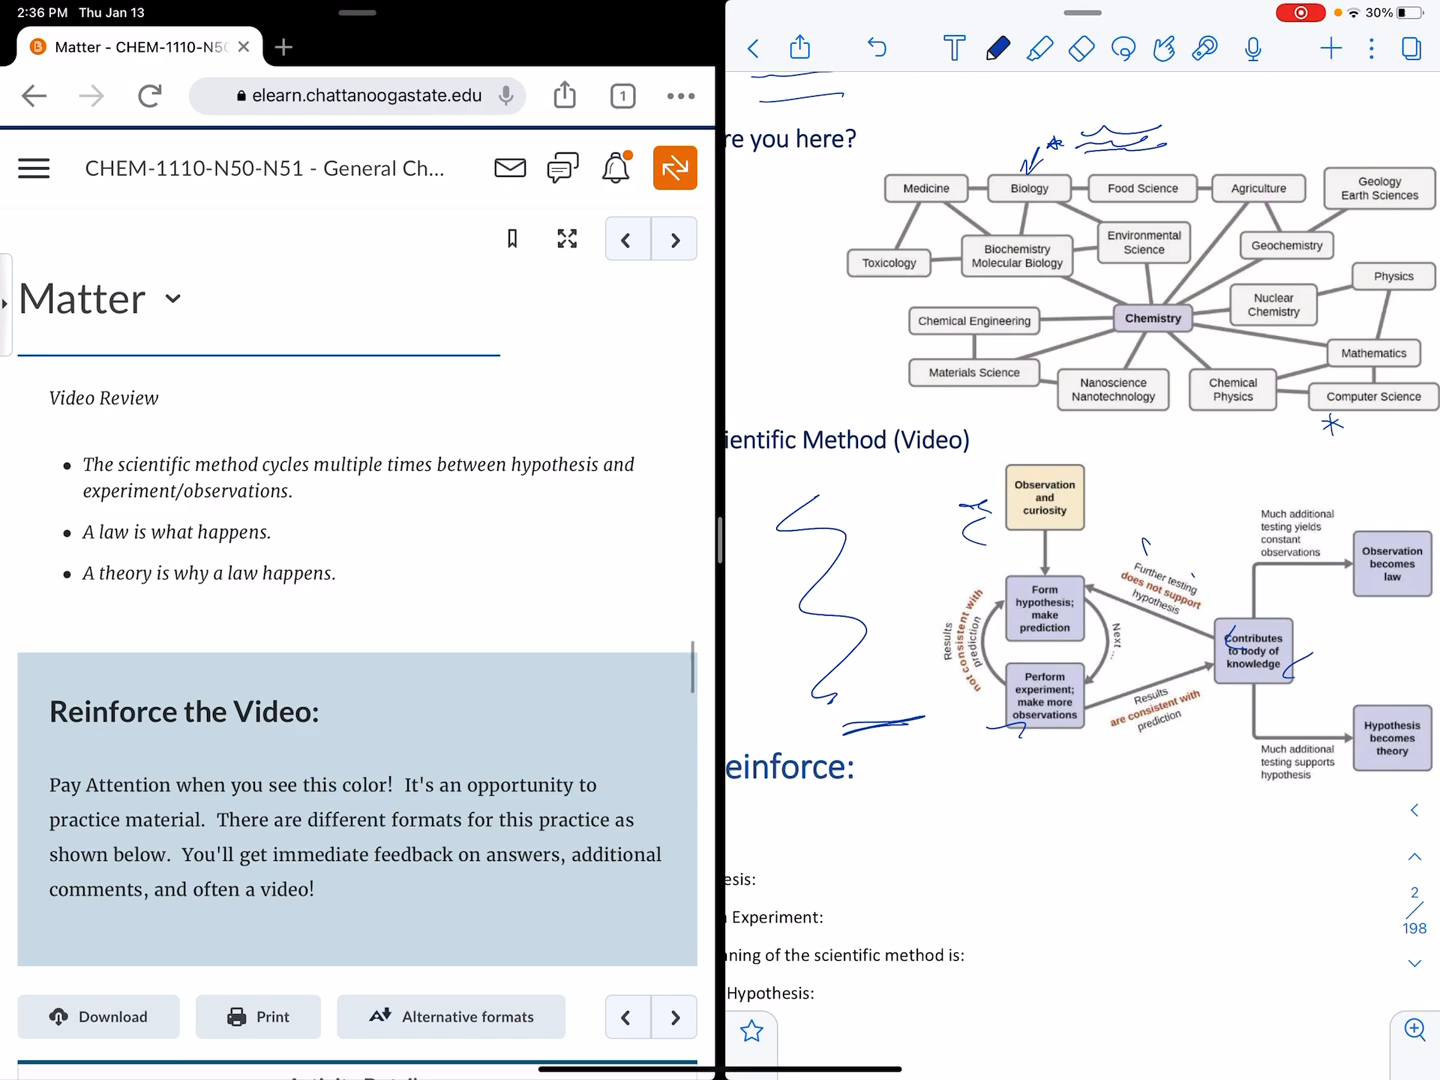 2:36 PM Thu Jan 13
30%
Matter - CHEM-1110-N50
elearn.chattanoogastate.edu
1
CHEM-1110-N50-N51 - General Ch...
Matter
Video Review
The scientific method cycles multiple times between hypothesis and
experiment/observations.
A law is what happens.
A theory is why a law happens.
Reinforce the Video:
Pay Attention when you see this color! It's an opportunity to
practice material. There are different formats for this practice as
shown below. You'll get immediate feedback on answers, additional
comments, and often a video!
Download
Print
Alternative formats
re you here?
Medicine
Biology
Food Science
Agriculture
Geology
Earth Sciences
Toxicology
Biochemistry
Molecular Biology
Environmental
Science
Geochemistry
Physics
Nuclear
Chemistry
Chemical Engineering
Chemistry
Mathematics
Materials Science
Nanoscience
Nanotechnology
Chemical
Physics
Computer Science
ientific Method (Video)
Observation
and
curiosity
Form
hypothesis;
make
prediction
Perform
experiment;
make more
observations
Results
not consistent with
prediction
Next ...
Further testing
does not support
hypothesis
Results
are consistent with
prediction
Contributes
to body of
knowledge
Much additional
testing yields
constant
observations
Observation
becomes
law
Much additional
testing supports
hypothesis
Hypothesis
becomes
theory
einforce:
esis:
Experiment:
ning of the scientific method is:
Hypothesis:
2
198